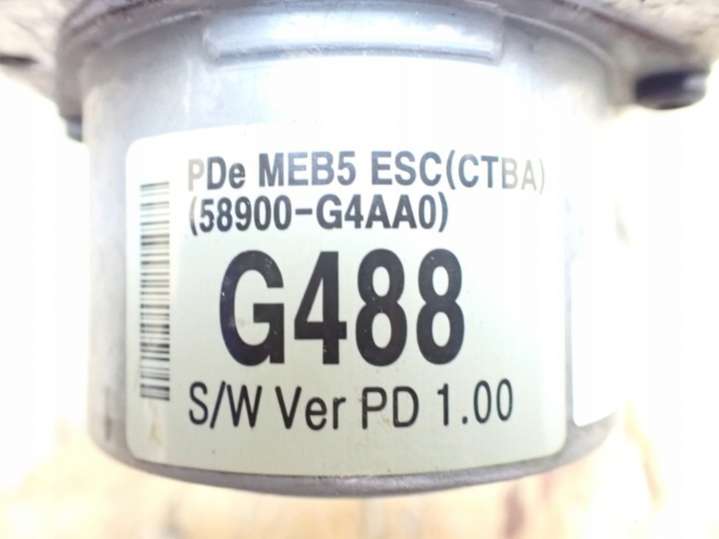 PDe MEB5 ESC(CTBA)
(58900-G4AA0)
G488
S/W Ver PD 1.00